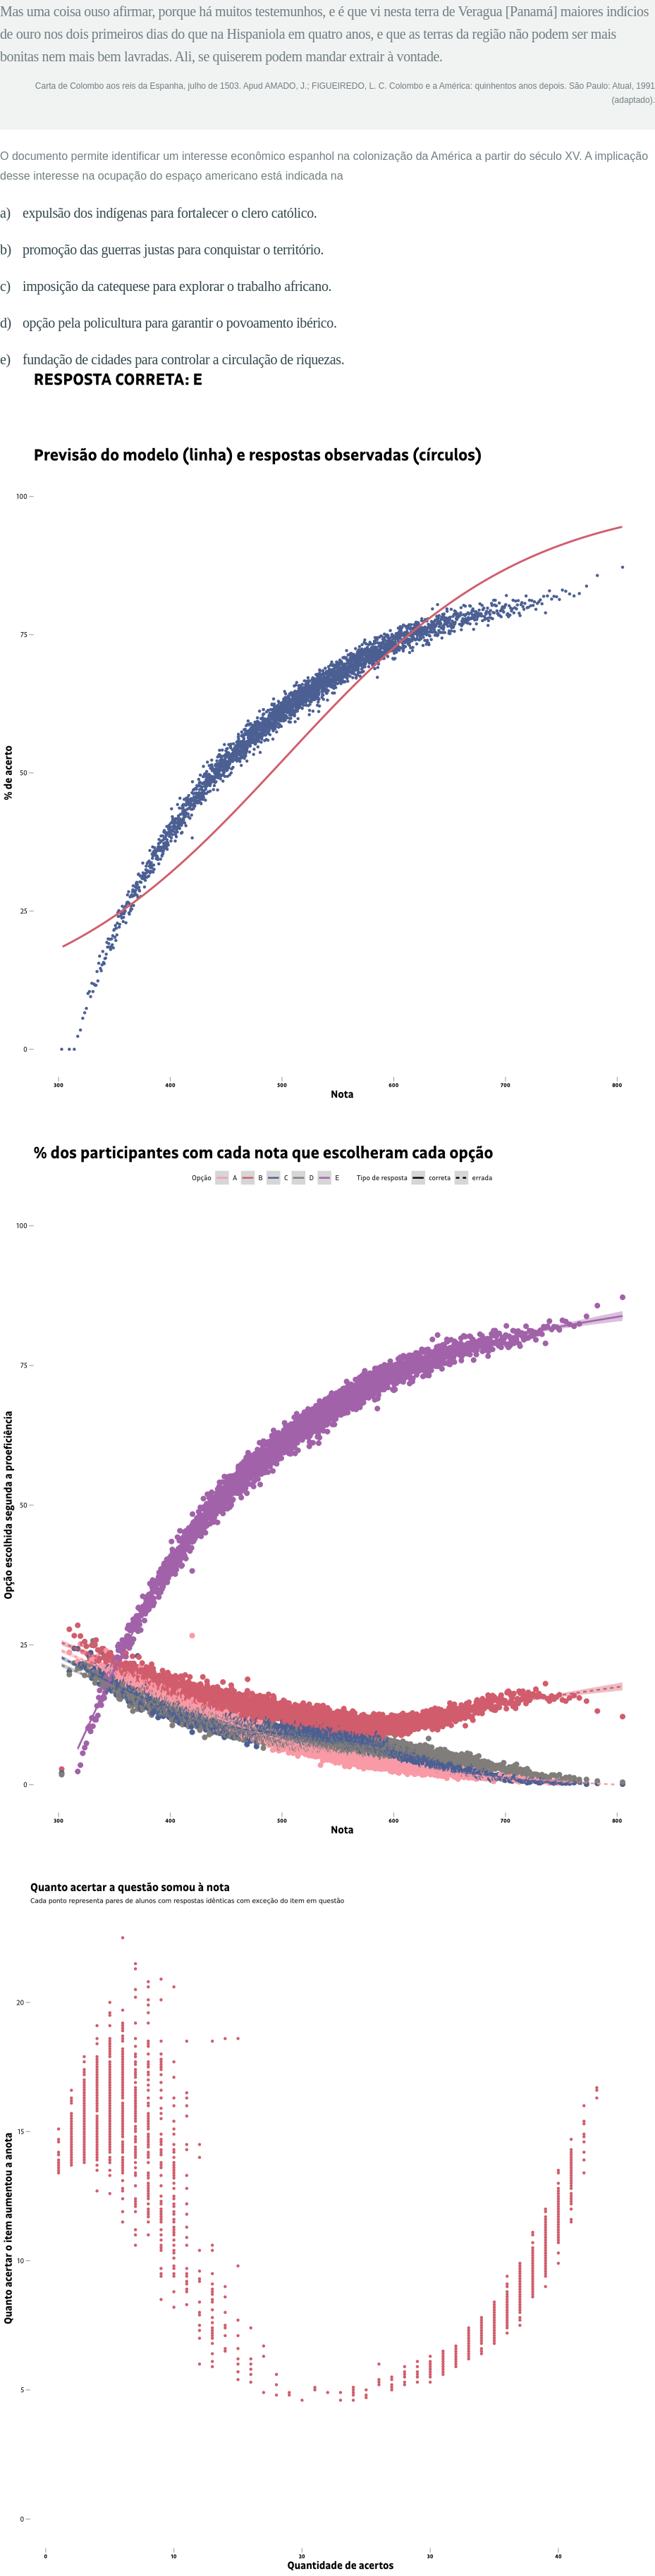 Mas uma coisa ouso afirmar, porque há muitos testemunhos, e é que vi nesta terra de Veragua [Panamá] maiores indícios
de ouro nos dois primeiros dias do que na Hispaniola em quatro anos, e que as terras da região não podem ser mais
bonitas nem mais bem lavradas. Ali, se quiserem podem mandar extrair à vontade.
Carta de Colombo aos reis da Espanha, julho de 1503. Apud AMADO, J.; FIGUEIREDO, L. C. Colombo e a América: quinhentos anos depois. São Paulo: Atual, 1991
(adaptado).
O documento permite identificar um interesse econômico espanhol na colonização da América a partir do século XV. A implicação
desse interesse na ocupação do espaço americano está indicada na
a) expulsão dos indígenas para fortalecer o clero católico.
b) promoção das guerras justas para conquistar o território.
c) imposição da catequese para explorar o trabalho africano.
d) opção pela policultura para garantir o povoamento ibérico.
e) fundação de cidades para controlar a circulação de riquezas.
RESPOSTA CORRETA: E
Previsão do modelo (linha) e respostas observadas (círculos)
100
75
50
25
0
% de acerto
300 400 500 600 700 800
Nota
% dos participantes com cada nota que escolheram cada opção
Opção A B C D E Tipo de resposta correta errada
100
75
50
25
0
Opção escolhida segunda a proeficiência
300 400 500 600 700 800
Nota
Quanto acertar a questão somou à nota
Cada ponto representa pares de alunos com respostas idênticas com exceção do item em questão
20
15
10
5
0
Quanto acertar o item aumentou a anota
0 10 20 30 40
Quantidade de acertos